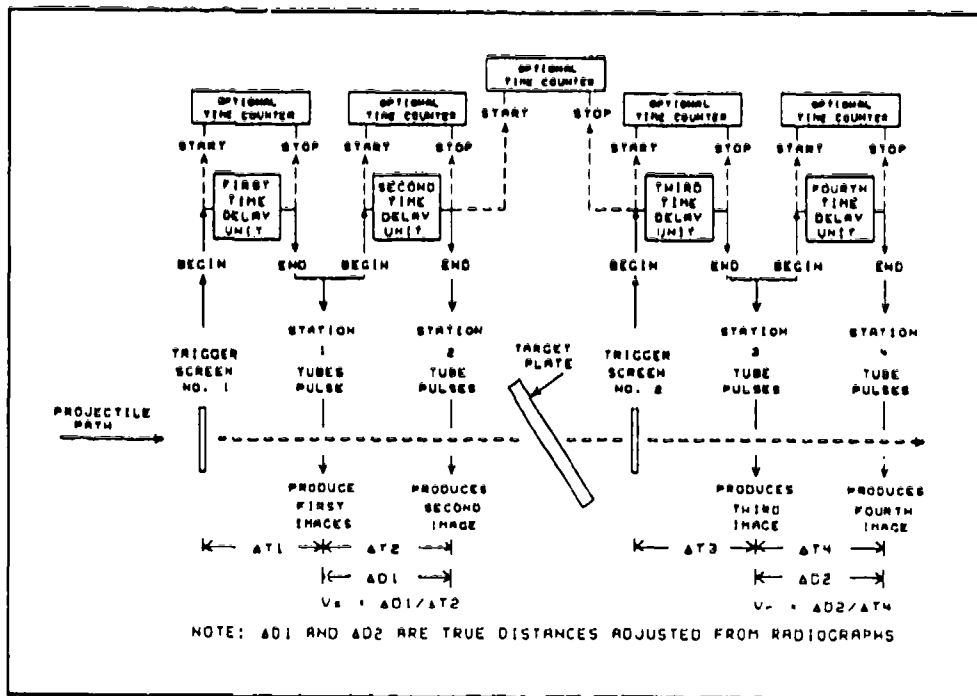 OPTIONAL
TIME COUNTER
OPTIONAL
TIME COUNTER
OPTIONAL
TIME COUNTER
OPTIONAL
TIME COUNTER
OPTIONAL
TIME COUNTER
START
STOP
START
STOP
START
STOP
START
STOP
START
STOP
FIRST
TIME
DELAY
UNIT
SECOND
TIME
DELAY
UNIT
THIRD
TIME
DELAY
UNIT
FOURTH
TIME
DELAY
UNIT
BEGIN
END
BEGIN
END
BEGIN
END
BEGIN
END
TRIGGER
SCREEN
NO. 1
STATION
1
TUBES
PULSE
STATION
2
TUBE
PULSES
TARGET
PLATE
TRIGGER
SCREEN
NO. 2
STATION
3
TUBE
PULSES
STATION
4
TUBE
PULSES
PROJECTILE
PATH
PRODUCE
FIRST
IMAGES
PRODUCES
SECOND
IMAGE
PRODUCES
THIRD
IMAGE
PRODUCES
FOURTH
IMAGE
ΔT1
ΔT2
ΔT3
ΔT4
ΔD1
ΔD2
Vs = ΔD1/ΔT2
Vr = ΔD2/ΔT4
NOTE: ΔD1 AND ΔD2 ARE TRUE DISTANCES ADJUSTED FROM RADIOGRAPHS